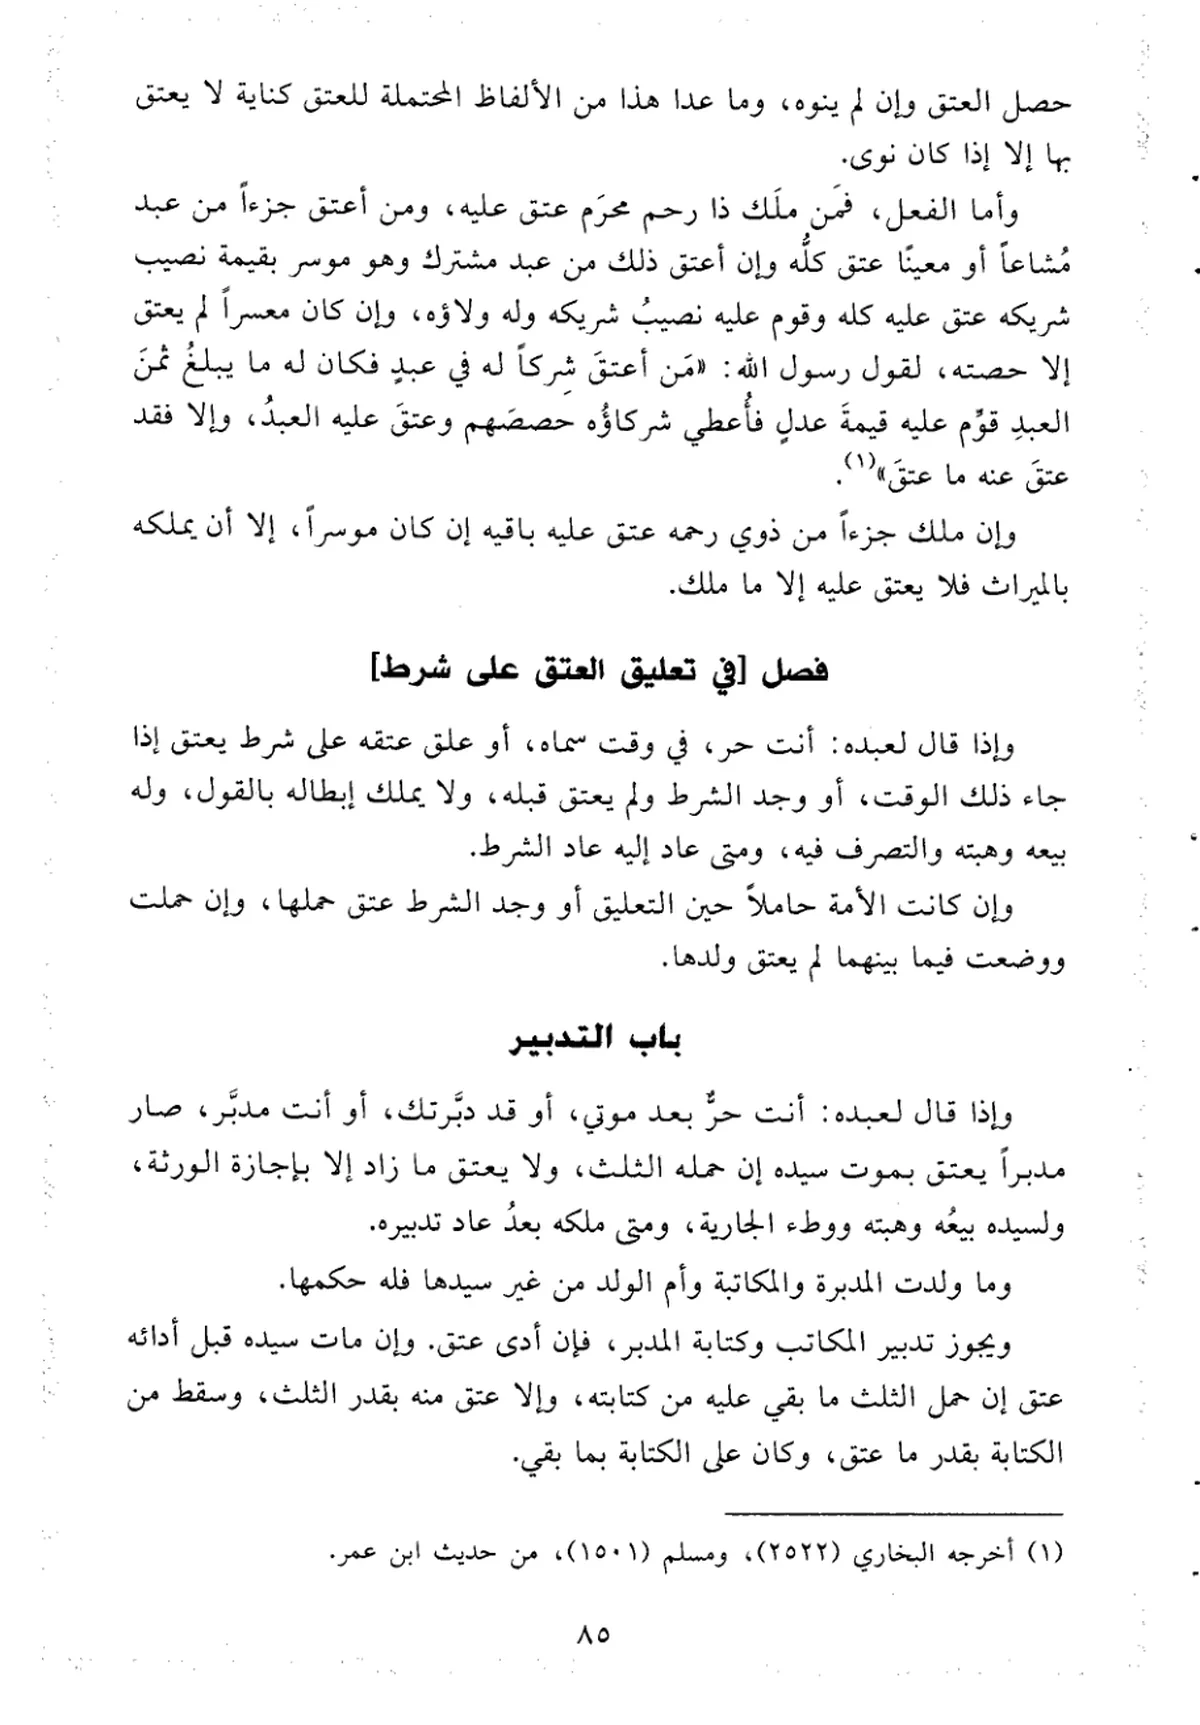 حصل العتق وإن لم ينوه، وما عدا هذا من الألفاظ المحتملة للعتق كناية لا يعتق
بها إلا إذا كان نوى.
وأما الفعل، فمَن ملَك ذا رحم محرَم عتق عليه، ومن أعتق جزءاً من عبد
مُشاعاً أو معينًا عتق كلُّه وإن أعتق ذلك من عبد مشترك وهو موسر بقيمة نصيب
شريكه عتق عليه كله وقوم عليه نصيبُ شريكه وله ولاؤه، وإن كان معسراً لم يعتق
إلا حصته، لقول رسول الله: «مَن أعتقَ شِركاً له في عبدٍ فكان له ما يبلغُ ثمنَ
العبدِ قوِّم عليه قيمةَ عدلٍ فأُعطي شركاؤُه حصصَهم وعتقَ عليه العبدُ، وإلا فقد
عتقَ عنه ما عتقَ»(١).
وإن ملك جزءاً من ذوي رحمه عتق عليه باقيه إن كان موسراً، إلا أن يملكه
بالميراث فلا يعتق عليه إلا ما ملك.
فصل [في تعليق العتق على شرط]
وإذا قال لعبده: أنت حر، في وقت سماه، أو علق عتقه على شرط يعتق إذا
جاء ذلك الوقت، أو وجد الشرط ولم يعتق قبله، ولا يملك إبطاله بالقول، وله
بيعه وهبته والتصرف فيه، ومتى عاد إليه عاد الشرط.
وإن كانت الأمة حاملاً حين التعليق أو وجد الشرط عتق حملها، وإن حملت
ووضعت فيما بينهما لم يعتق ولدها.
باب التدبير
وإذا قال لعبده: أنت حرٌّ بعد موتي، أو قد دبَّرتك، أو أنت مدبَّر، صار
مدبراً يعتق بموت سيده إن حمله الثلث، ولا يعتق ما زاد إلا بإجازة الورثة،
ولسيده بيعُه وهبته ووطء الجارية، ومتى ملكه بعدُ عاد تدبيره.
وما ولدت المدبرة والمكاتبة وأم الولد من غير سيدها فله حكمها.
ويجوز تدبير المكاتب وكتابة المدبر، فإن أدى عتق. وإن مات سيده قبل أدائه
عتق إن حمل الثلث ما بقي عليه من كتابته، وإلا عتق منه بقدر الثلث، وسقط من
الكتابة بقدر ما عتق، وكان على الكتابة بما بقي.
(١) أخرجه البخاري (٢٥٢٢)، ومسلم (١٥٠١)، من حديث ابن عمر.
٨٥